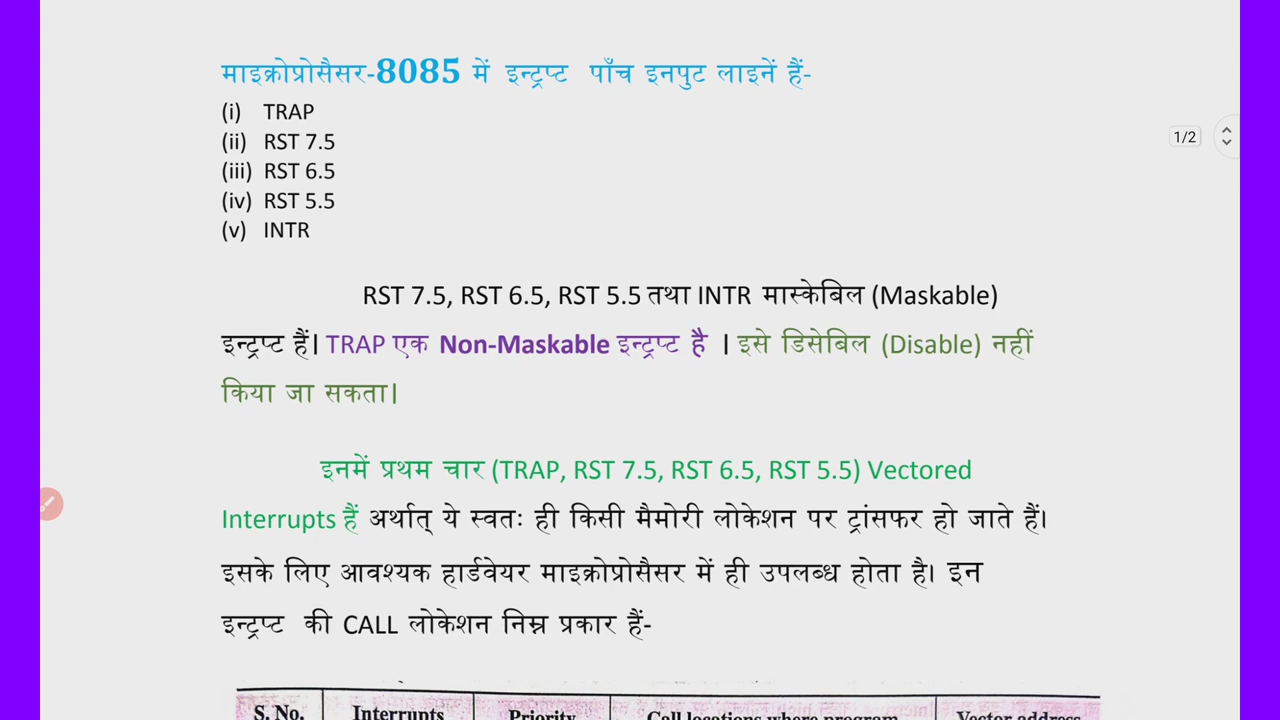 माइक्रोप्रोसैसर-8085 में इन्ट्रप्ट पाँच इनपुट लाइनें हैं-
(i) TRAP
(ii) RST 7.5
1/2
(iii) RST 6.5
(iv) RST 5.5
(v) INTR
RST 7.5, RST 6.5, RST 5.5 तथा INTR मास्केबिल (Maskable)
इन्ट्रप्ट हैं। TRAP एक Non-Maskable इन्ट्रप्ट है । इसे डिसेबिल (Disable) नहीं
किया जा सकता।
इनमें प्रथम चार (TRAP, RST 7.5, RST 6.5, RST 5.5) Vectored
Interrupts हैं अर्थात् ये स्वतः ही किसी मैमोरी लोकेशन पर ट्रांसफर हो जाते हैं।
इसके लिए आवश्यक हार्डवेयर माइक्रोप्रोसैसर में ही उपलब्ध होता है। इन
इन्ट्रप्ट की CALL लोकेशन निम्न प्रकार हैं-
S. No. Interrupts Priority Call locations where program Vector address